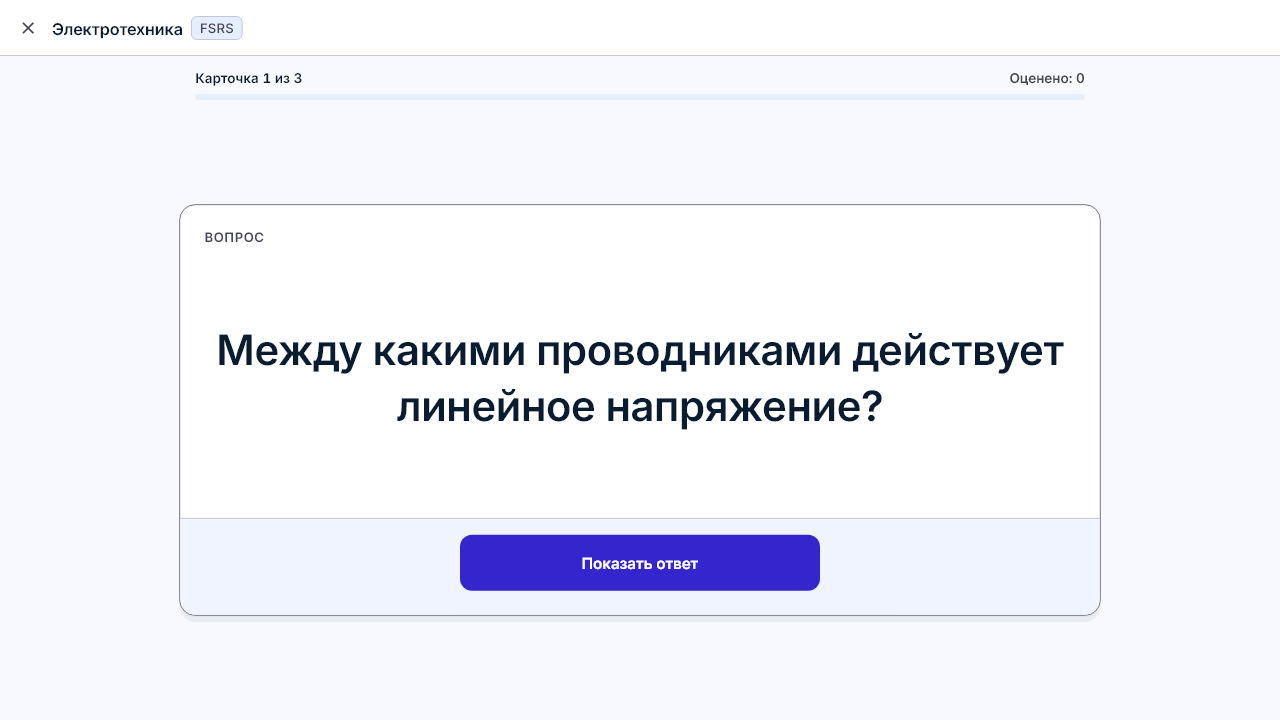 Электротехника FSRS
Карточка 1 из 3
Оценено: 0
ВОПРОС
Между какими проводниками действует
линейное напряжение?
Показать ответ